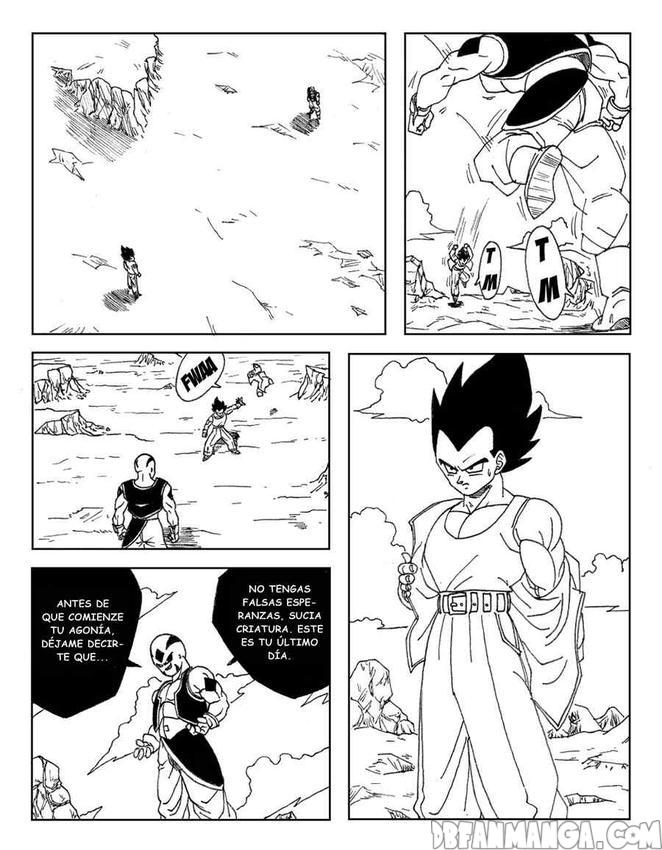 TM
TM
FWAA
ANTES DE
QUE COMIENZE
TU AGONÍA,
DÉJAME DECIR-
TE QUE...
NO TENGAS
FALSAS ESPE-
RANZAS, SUCIA
CRIATURA. ESTE
ES TU ÚLTIMO
DÍA.
DBFANMANGA.COM